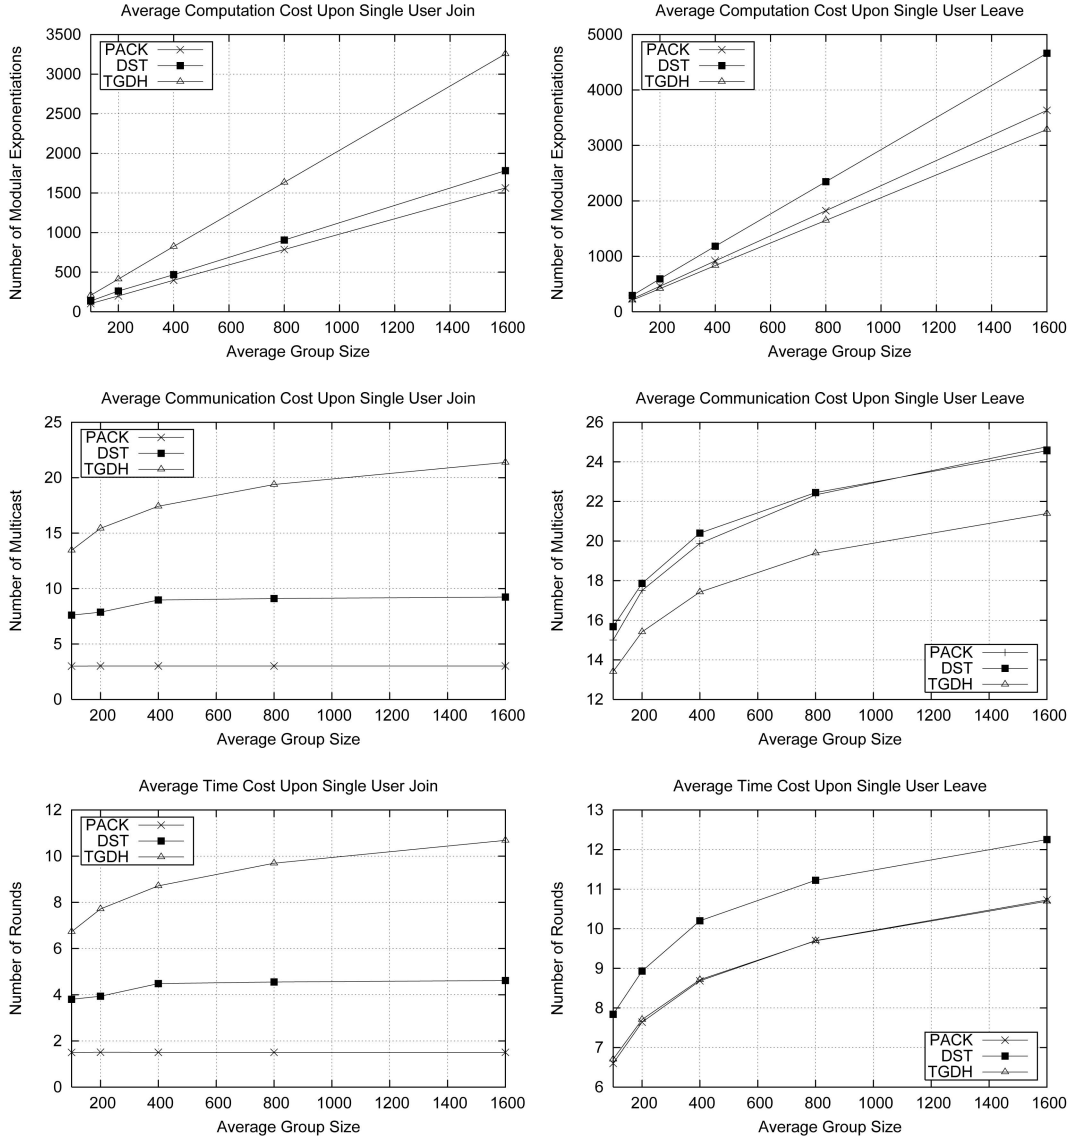 Average Computation Cost Upon Single User Join
3500
3000
2500
2000
1500
1000
500
0
200 400 600 800 1000 1200 1400 1600
Number of Modular Exponentiations
Average Group Size
PACK
DST
TGDH
Average Computation Cost Upon Single User Leave
5000
4000
3000
2000
1000
0
200 400 600 800 1000 1200 1400 1600
Number of Modular Exponentiations
Average Group Size
PACK
DST
TGDH
Average Communication Cost Upon Single User Join
25
20
15
10
5
0
200 400 600 800 1000 1200 1400 1600
Number of Multicast
Average Group Size
PACK
DST
TGDH
Average Communication Cost Upon Single User Leave
26
24
22
20
18
16
14
12
200 400 600 800 1000 1200 1400 1600
Number of Multicast
Average Group Size
PACK
DST
TGDH
Average Time Cost Upon Single User Join
12
10
8
6
4
2
0
200 400 600 800 1000 1200 1400 1600
Number of Rounds
Average Group Size
PACK
DST
TGDH
Average Time Cost Upon Single User Leave
13
12
11
10
9
8
7
6
200 400 600 800 1000 1200 1400 1600
Number of Rounds
Average Group Size
PACK
DST
TGDH